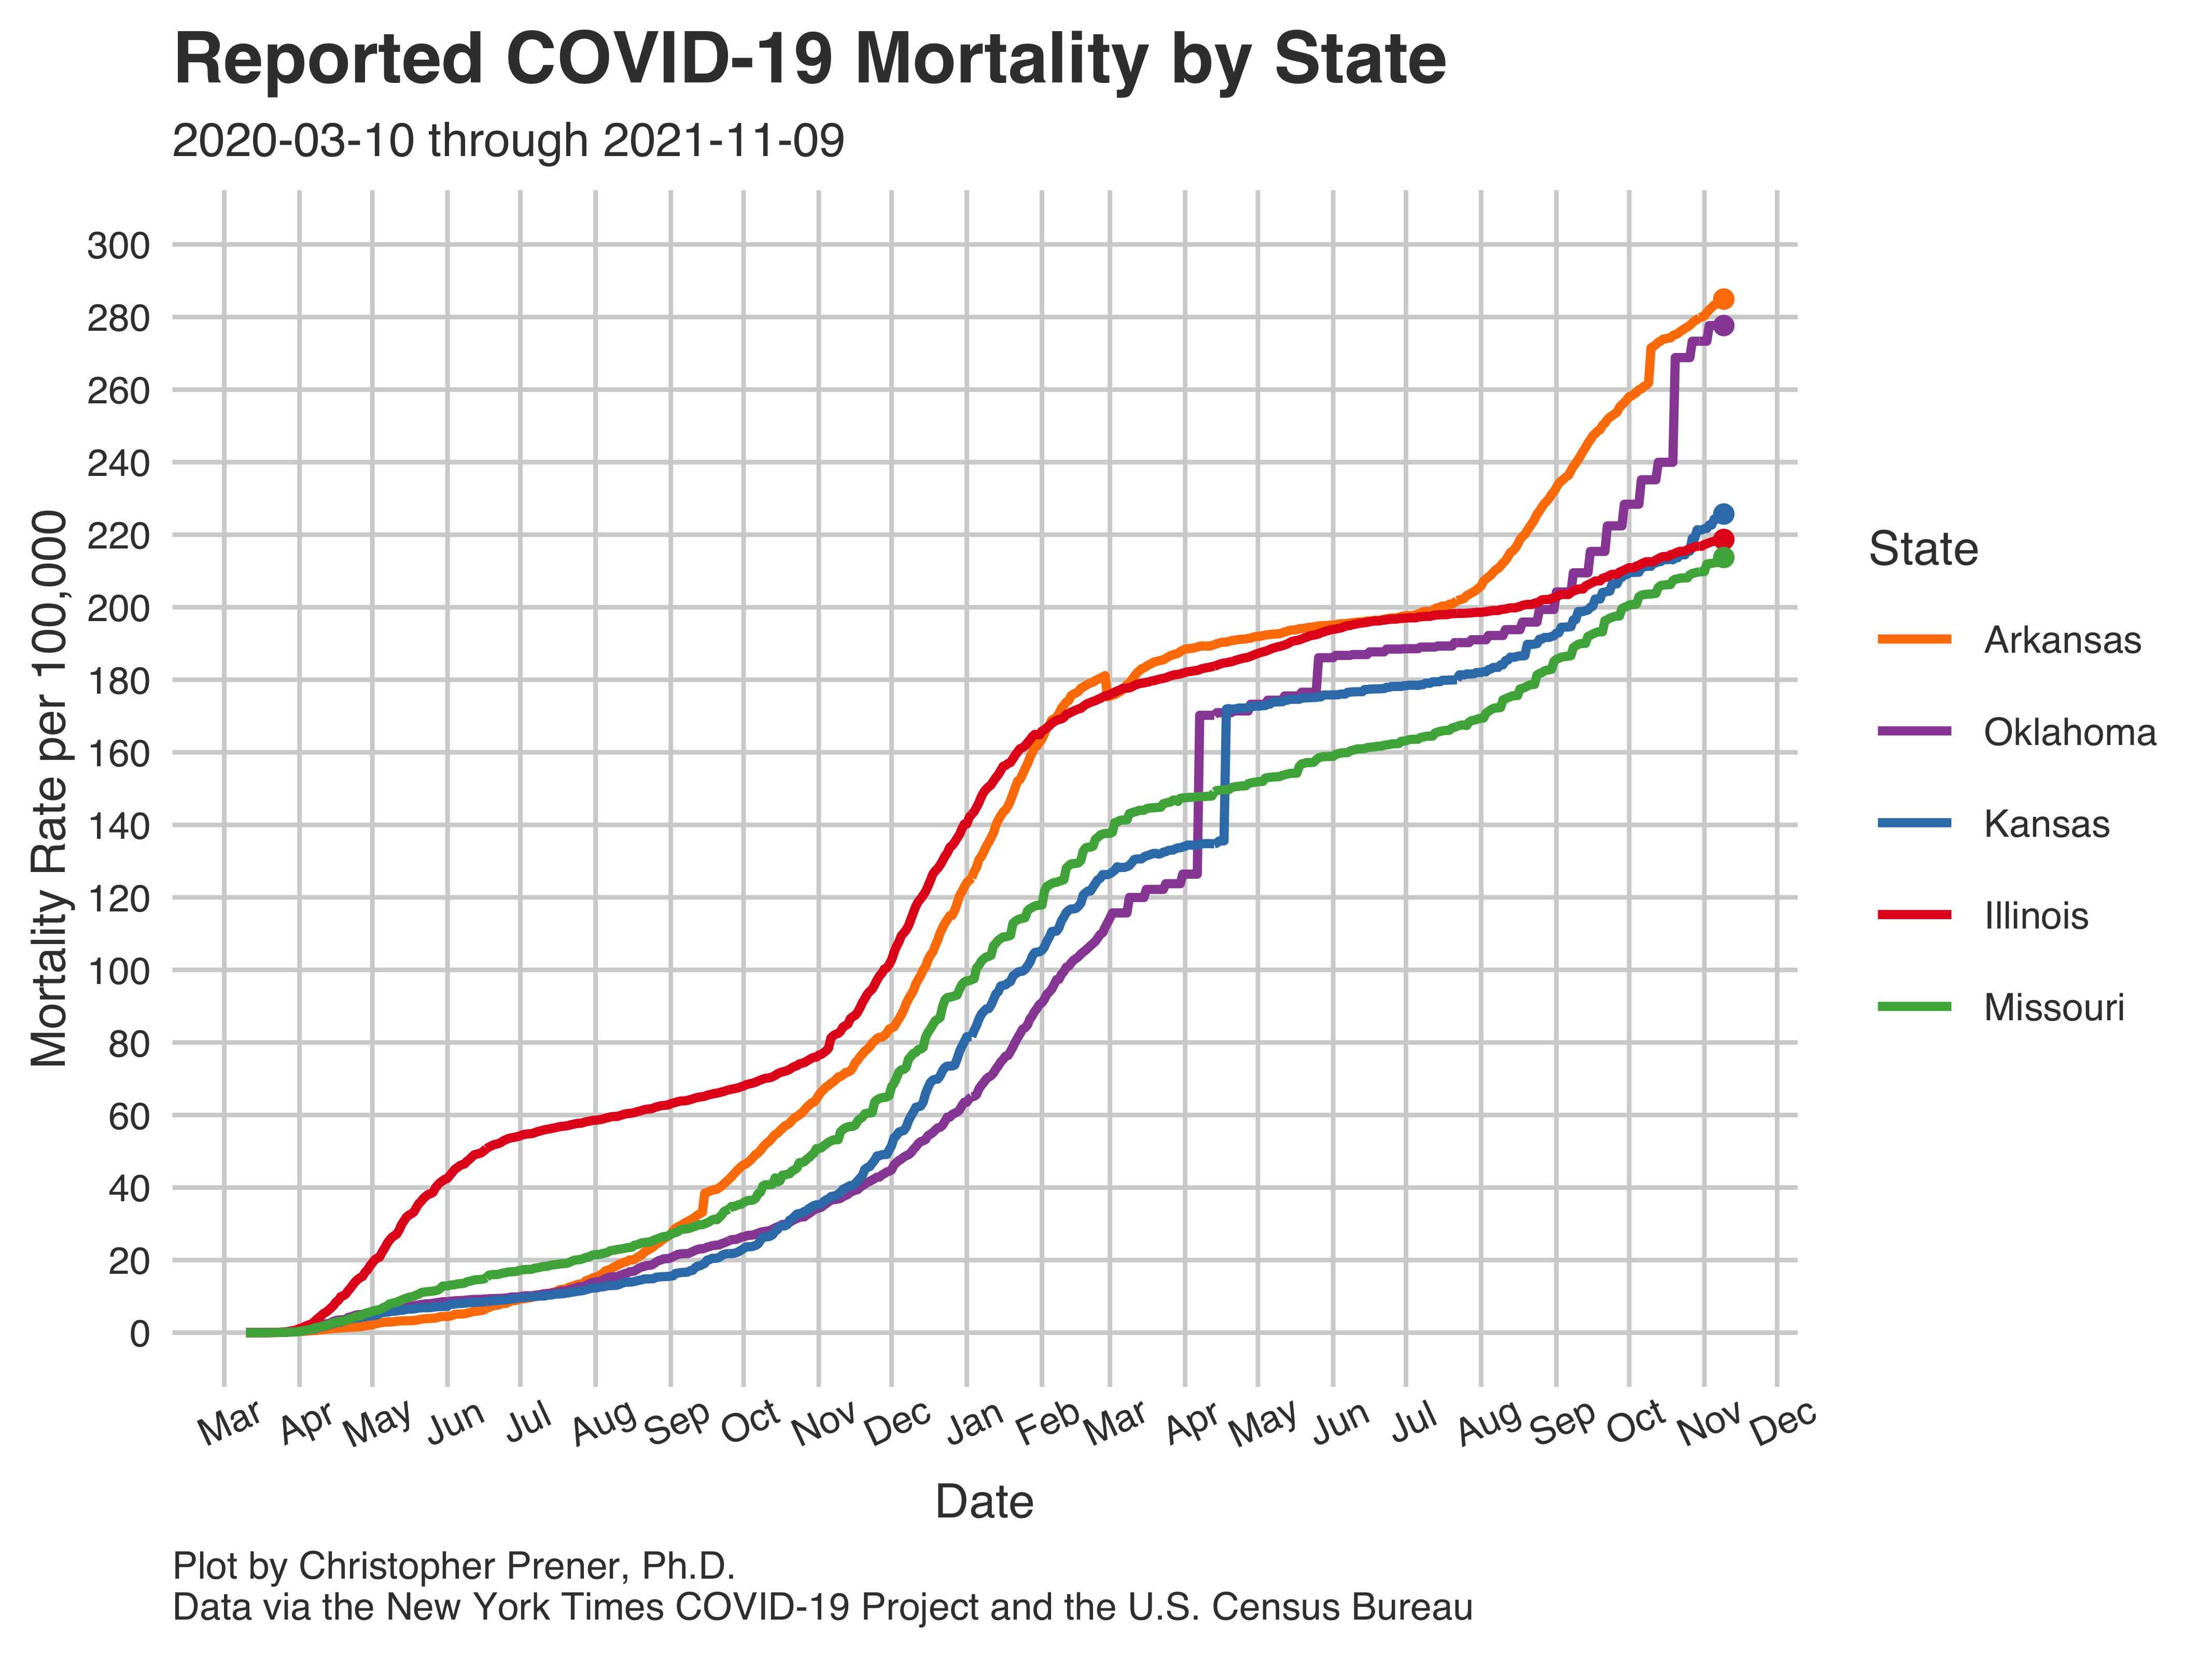 Reported COVID-19 Mortality by State
2020-03-10 through 2021-11-09
Mortality Rate per 100,000
300
280
260
240
220
200
180
160
140
120
100
80
60
40
20
0
Mar Apr May Jun Jul Aug Sep Oct Nov Dec Jan Feb Mar Apr May Jun Jul Aug Sep Oct Nov Dec
Date
State
Arkansas
Oklahoma
Kansas
Illinois
Missouri
Plot by Christopher Prener, Ph.D.
Data via the New York Times COVID-19 Project and the U.S. Census Bureau